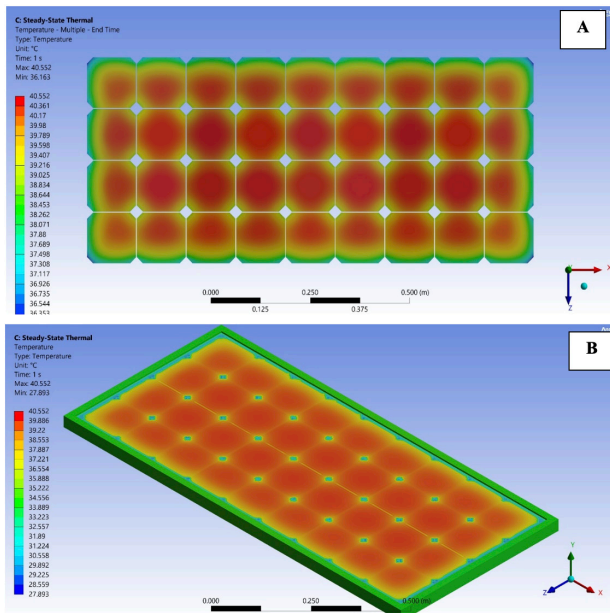 C: Steady-State Thermal
Temperature - Multiple - End Time
Type: Temperature
Unit: °C
Time: 1 s
Max: 40.552
Min: 36.163
A
40.552
40.361
40.17
39.98
39.789
39.598
39.407
39.216
39.025
38.834
38.644
38.453
38.262
38.071
37.88
37.689
37.498
37.308
37.117
36.926
36.735
36.544
36.353
0.000
0.250
0.500 (m)
0.125
0.375
X
Z
C: Steady-State Thermal
Temperature
Type: Temperature
Unit: °C
Time: 1 s
Max: 40.552
Min: 27.893
B
40.552
39.886
39.22
38.553
37.887
37.221
36.554
35.888
35.222
34.556
33.889
33.223
32.557
31.89
31.224
30.558
29.892
29.225
28.559
27.893
0.000
0.500 (m)
0.250
Y
Z
X